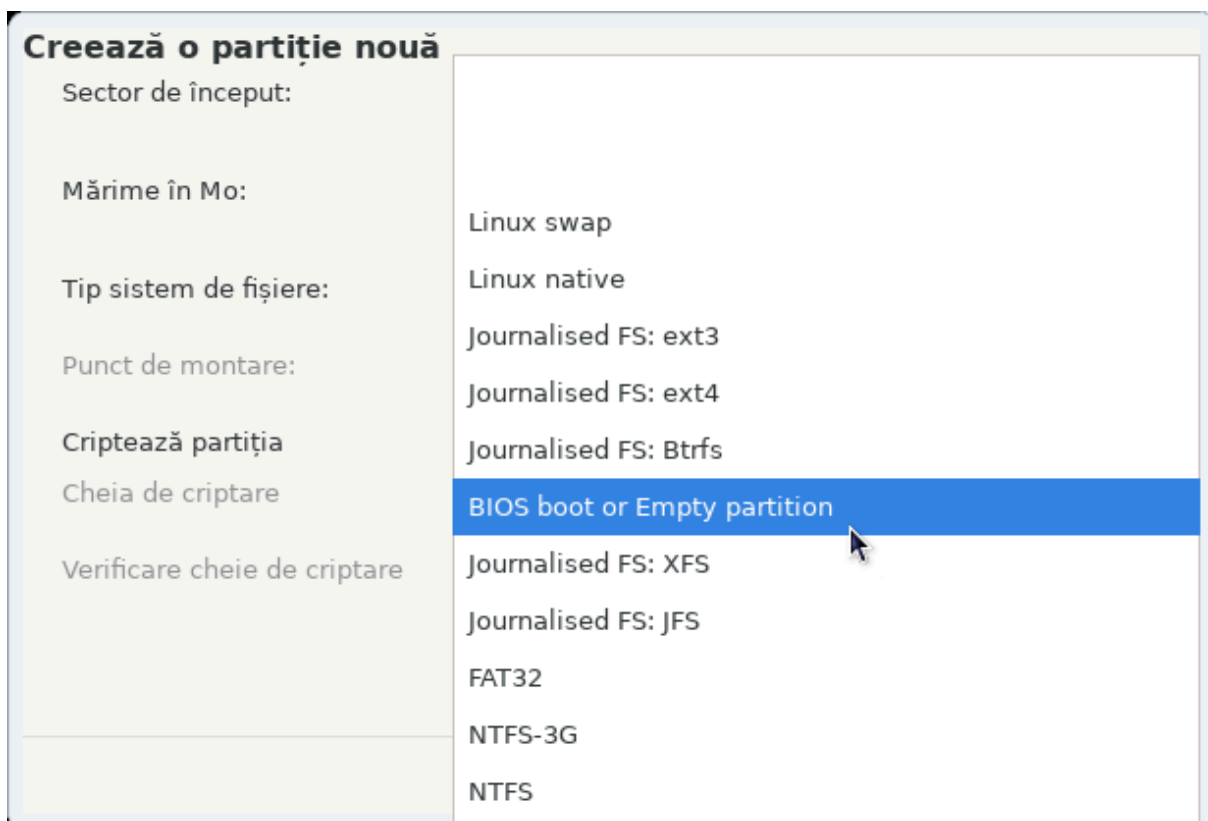 Creează o partiție nouă
Sector de început:
Mărime în Mo:
Tip sistem de fișiere:
Punct de montare:
Criptează partiția
Cheia de criptare
Verificare cheie de criptare
Linux swap
Linux native
Journalised FS: ext3
Journalised FS: ext4
Journalised FS: Btrfs
BIOS boot or Empty partition
Journalised FS: XFS
Journalised FS: JFS
FAT32
NTFS-3G
NTFS